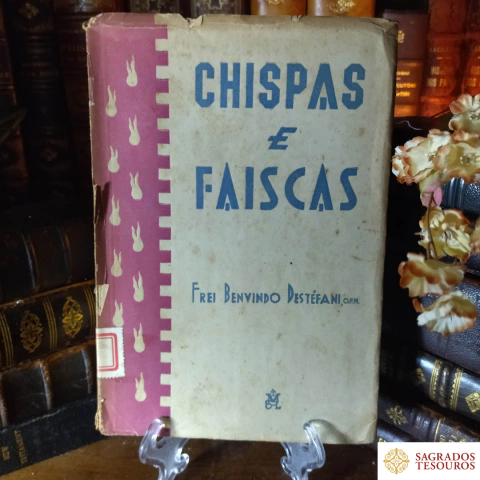 CHISPAS
E
FAISCAS
FREI BENVINDO DESTÉFANI, O.F.M.
SAGRADOS
TESOUROS